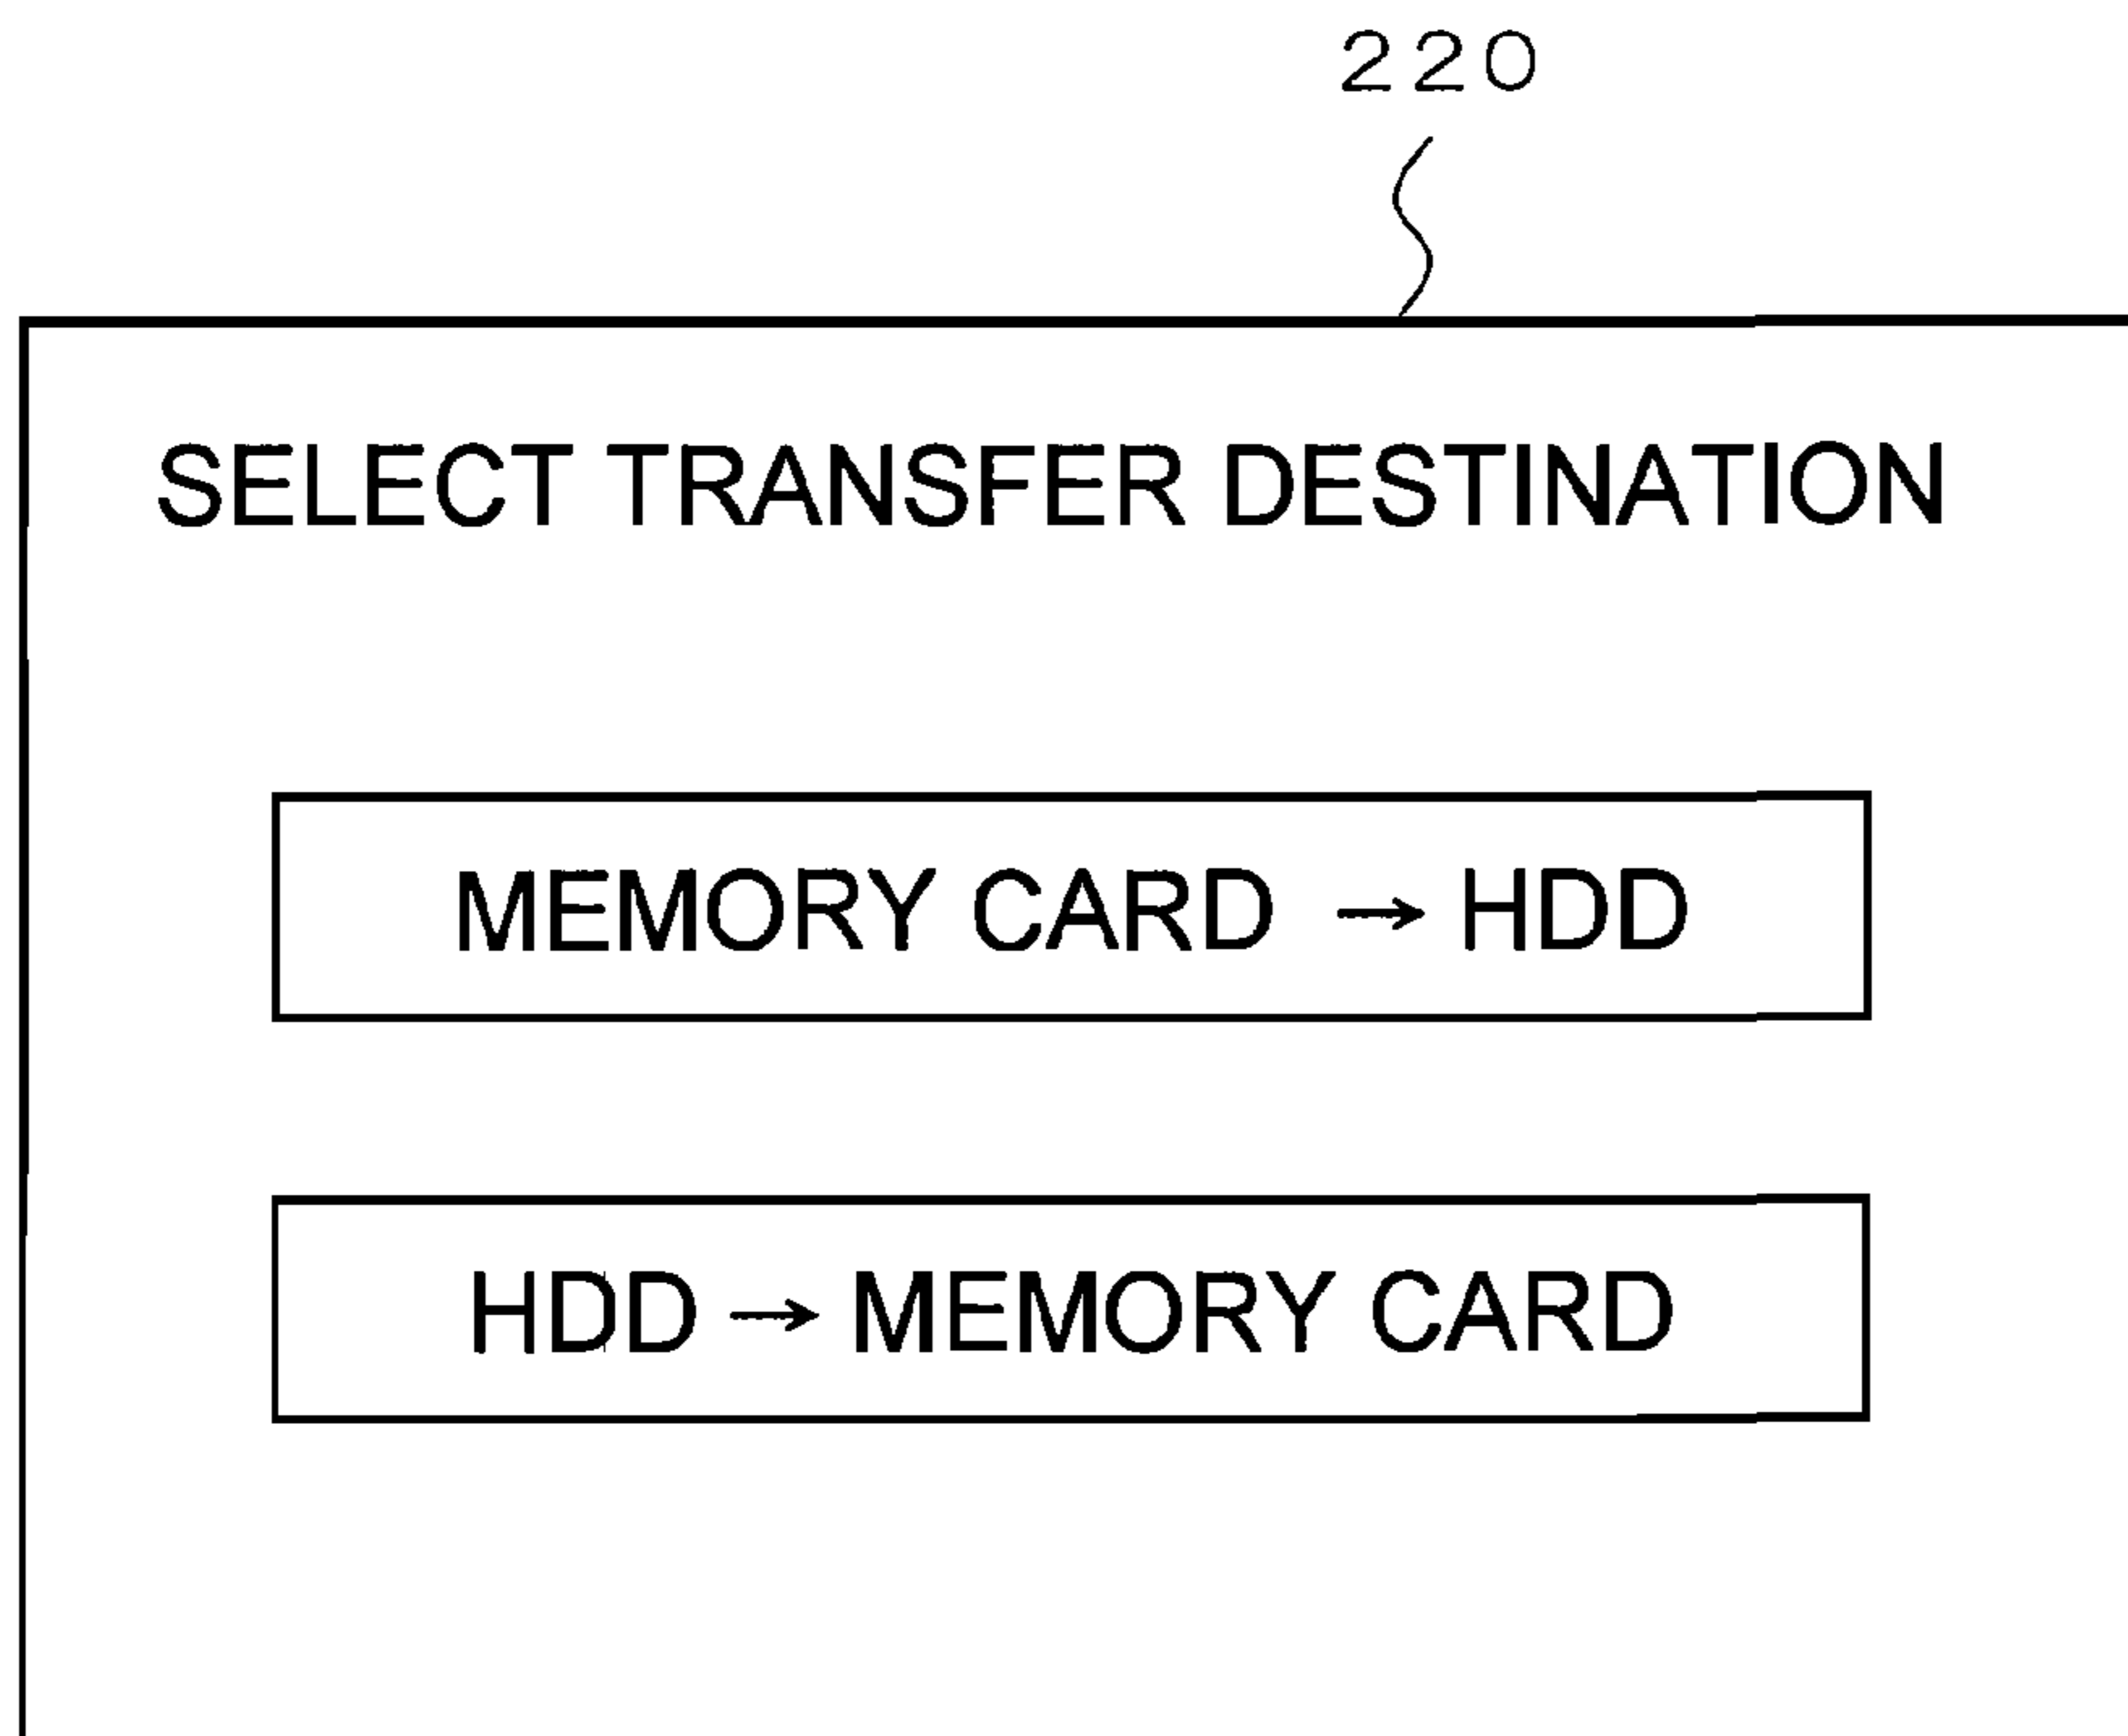 220
SELECT TRANSFER DESTINATION
MEMORY CARD → HDD
HDD → MEMORY CARD